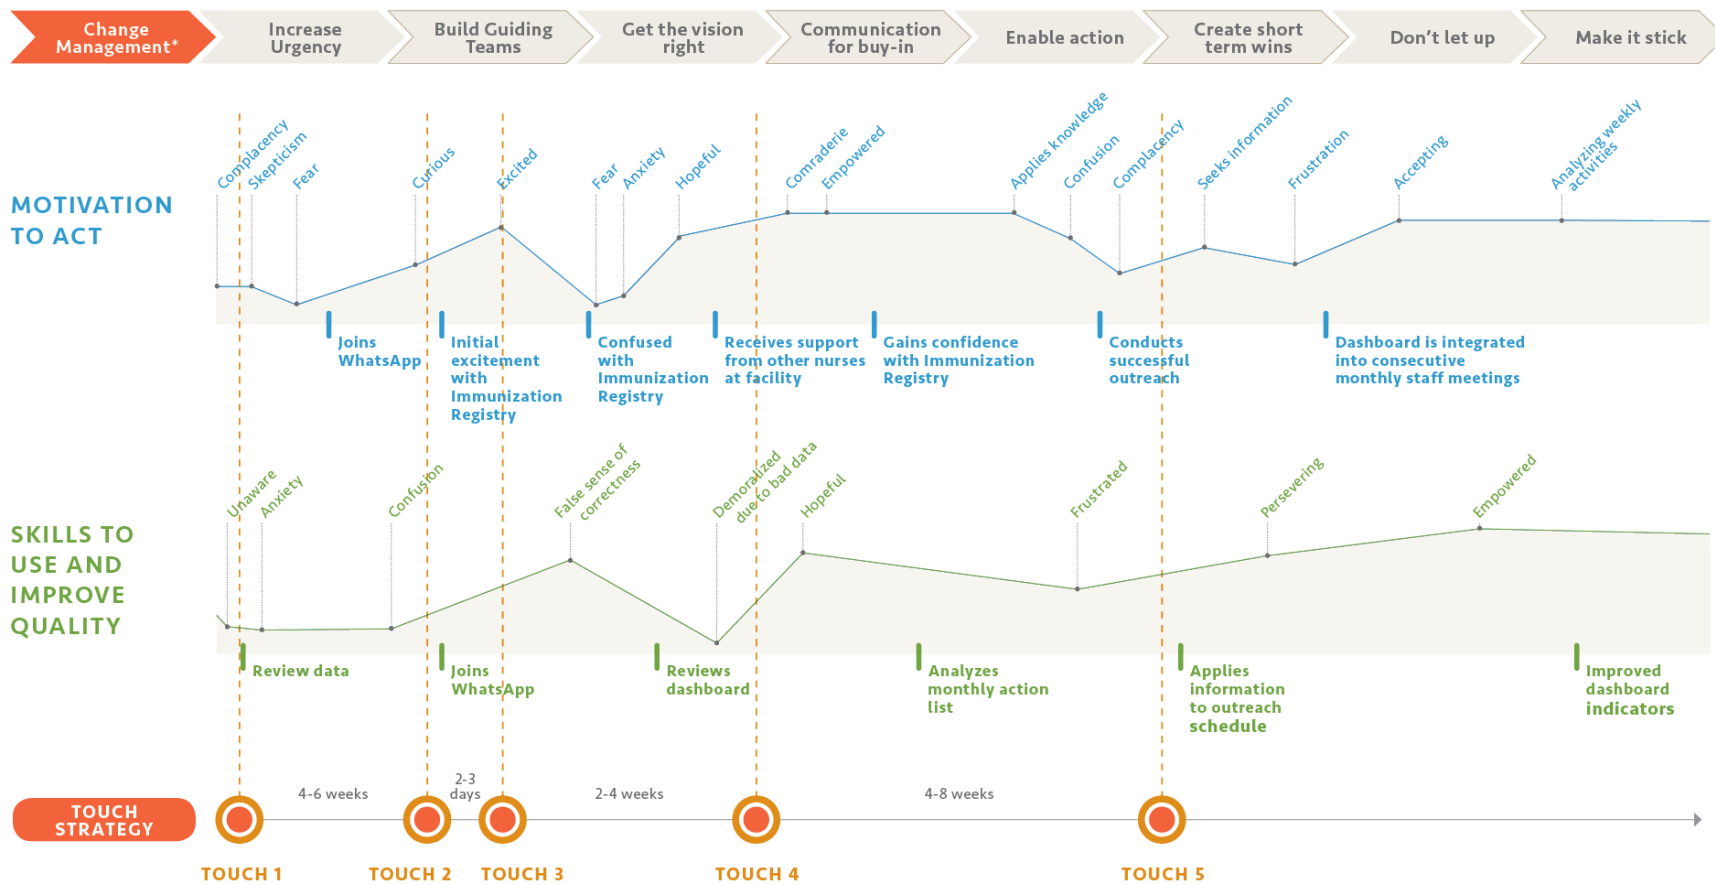 Change
Management*
Increase
Urgency
Build Guiding
Teams
Get the vision
right
Communication
for buy-in
Enable action
Create short
term wins
Don’t let up
Make it stick
MOTIVATION
TO ACT
Complacency
Skepticism
Fear
Curious
Excited
Fear
Anxiety
Hopeful
Comraderie
Empowered
Applies knowledge
Confusion
Complacency
Seeks information
Frustration
Accepting
Analyzing weekly
activities
Joins
WhatsApp
Initial
excitement
with
Immunization
Registry
Confused
with
Immunization
Registry
Receives support
from other nurses
at facility
Gains confidence
with Immunization
Registry
Conducts
successful
outreach
Dashboard is integrated
into consecutive
monthly staff meetings
SKILLS TO
USE AND
IMPROVE
QUALITY
Unaware
Anxiety
Confusion
False sense of
correctness
Demoralized
due to bad data
Hopeful
Frustrated
Persevering
Empowered
Review data
Joins
WhatsApp
Reviews
dashboard
Analyzes
monthly action
list
Applies
information
to outreach
schedule
Improved
dashboard
indicators
TOUCH
STRATEGY
4-6 weeks
2-3
days
2-4 weeks
4-8 weeks
TOUCH 1
TOUCH 2
TOUCH 3
TOUCH 4
TOUCH 5